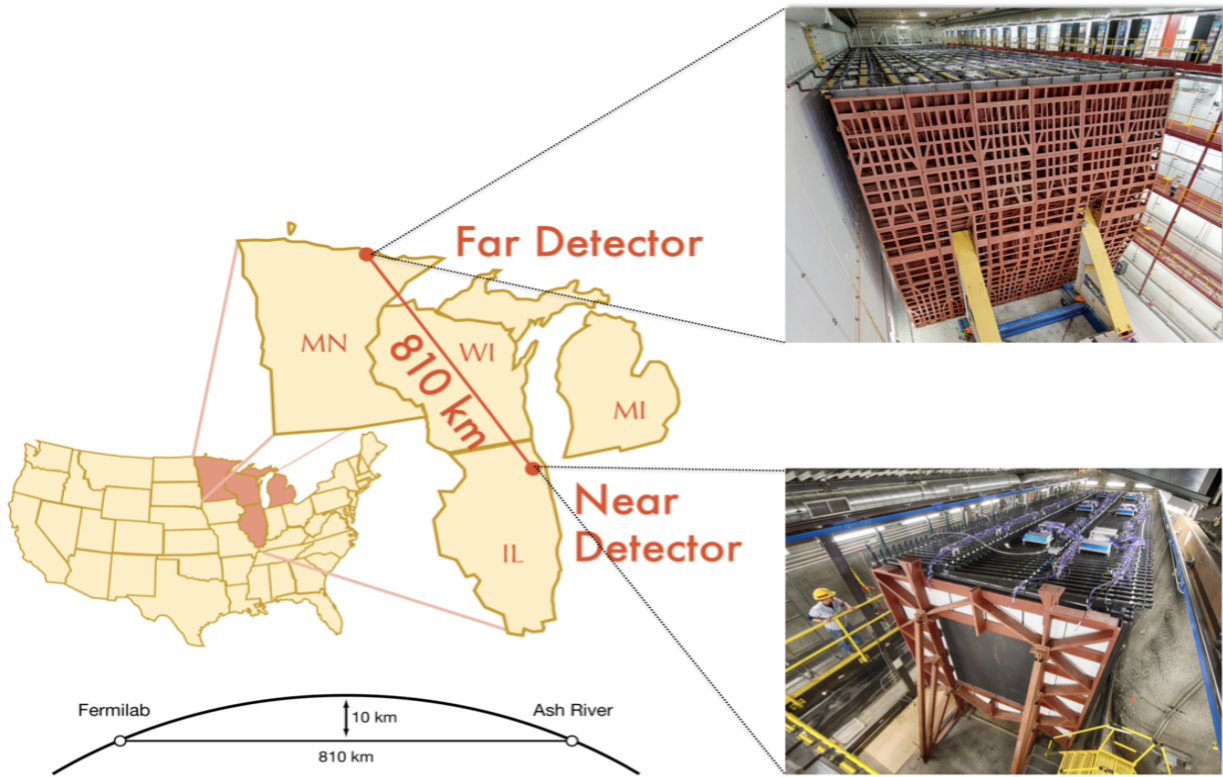 Far Detector
MN
WI
810 km
MI
Near
Detector
IL
Fermilab
10 km
Ash River
810 km